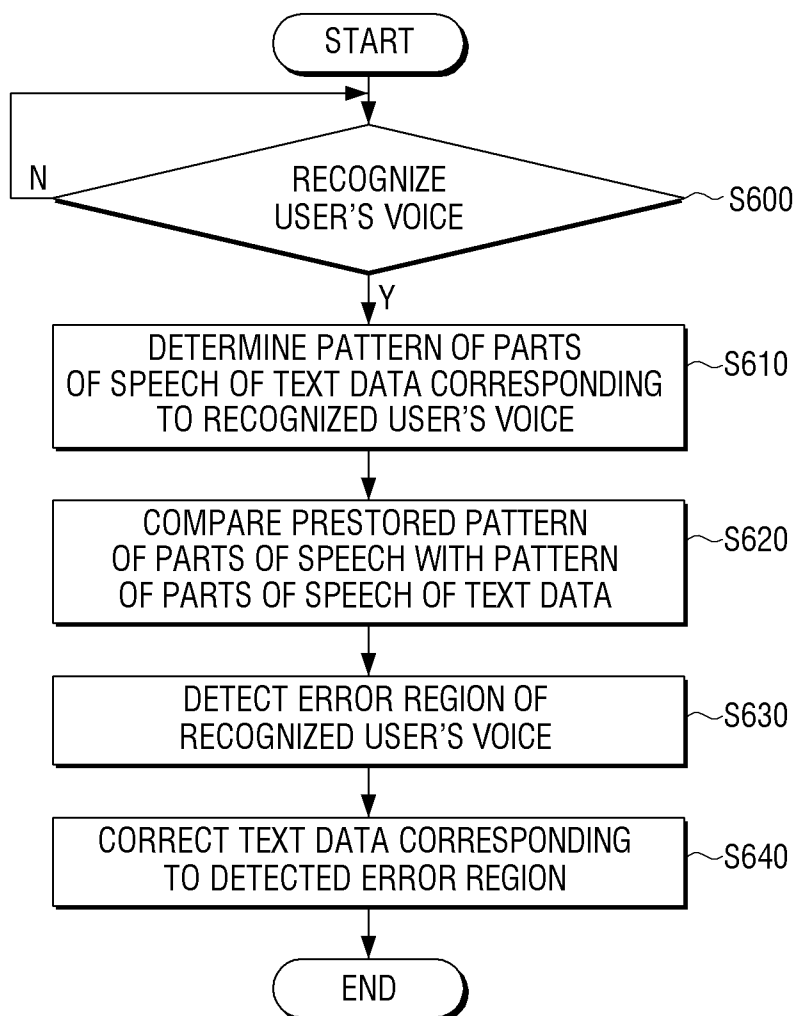 START
N
RECOGNIZE
USER'S VOICE
S600
Y
DETERMINE PATTERN OF PARTS
OF SPEECH OF TEXT DATA CORRESPONDING
TO RECOGNIZED USER'S VOICE
S610
COMPARE PRESTORED PATTERN
OF PARTS OF SPEECH WITH PATTERN
OF PARTS OF SPEECH OF TEXT DATA
S620
DETECT ERROR REGION OF
RECOGNIZED USER'S VOICE
S630
CORRECT TEXT DATA CORRESPONDING
TO DETECTED ERROR REGION
S640
END